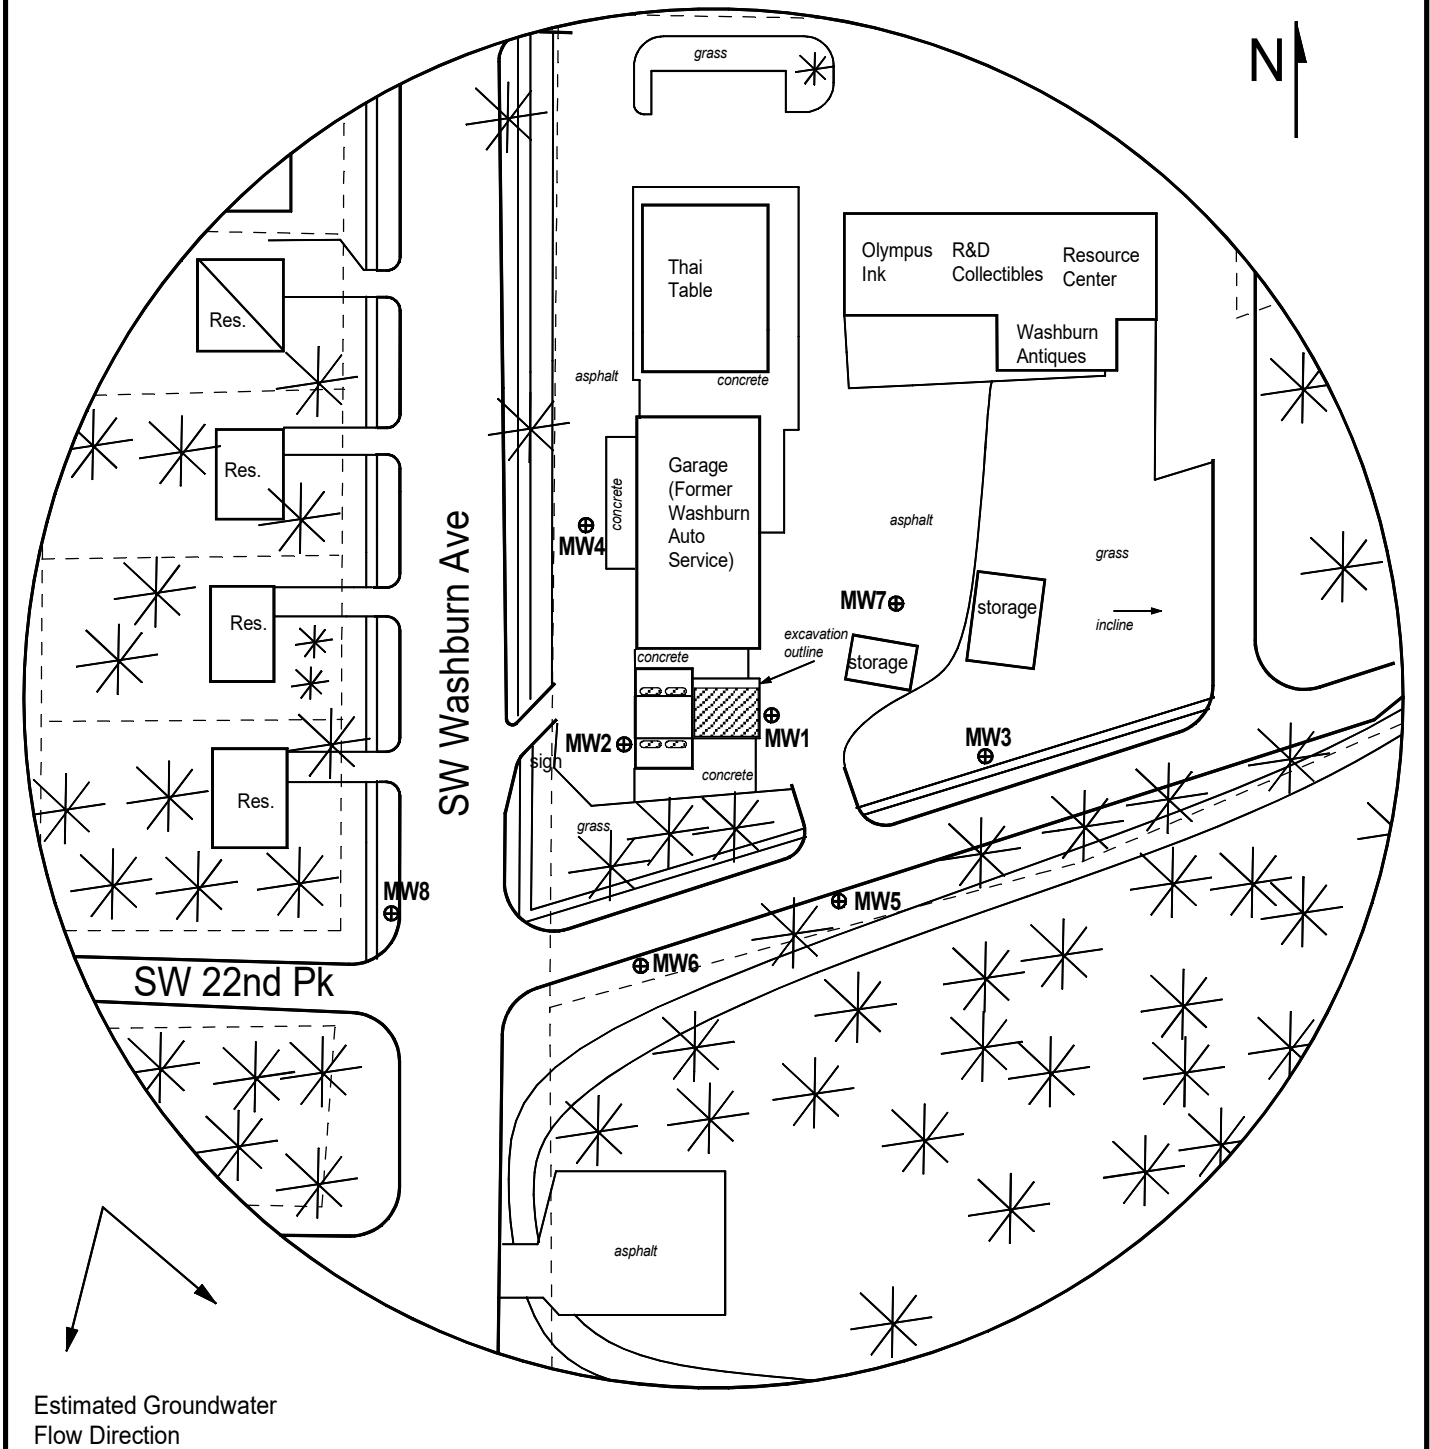 grass
N
Olympus
Ink
R&D
Collectibles
Resource
Center
Thai
Table
Res.
Washburn
Antiques
asphalt
concrete
Res.
Garage
(Former
Washburn
Auto
Service)
concrete
MW4
asphalt
grass
SW Washburn Ave
MW7
storage
incline
Res.
excavation
outline
concrete
storage
MW2
MW1
MW3
sign
concrete
Res.
grass
MW8
MW5
MW6
SW 22nd Pk
asphalt
Estimated Groundwater
Flow Direction